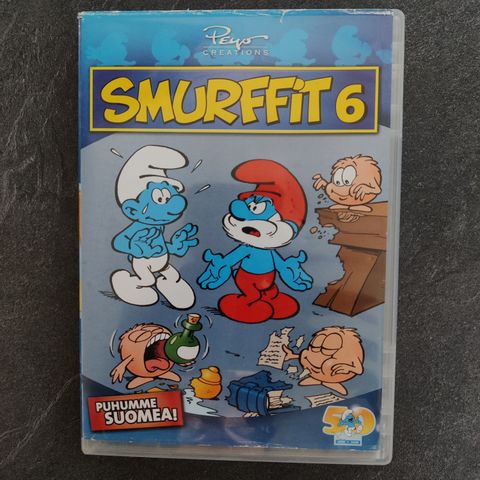 Peyo
CREATIONS
SMURFFIT 6
PUHUMME
SUOMEA!
50